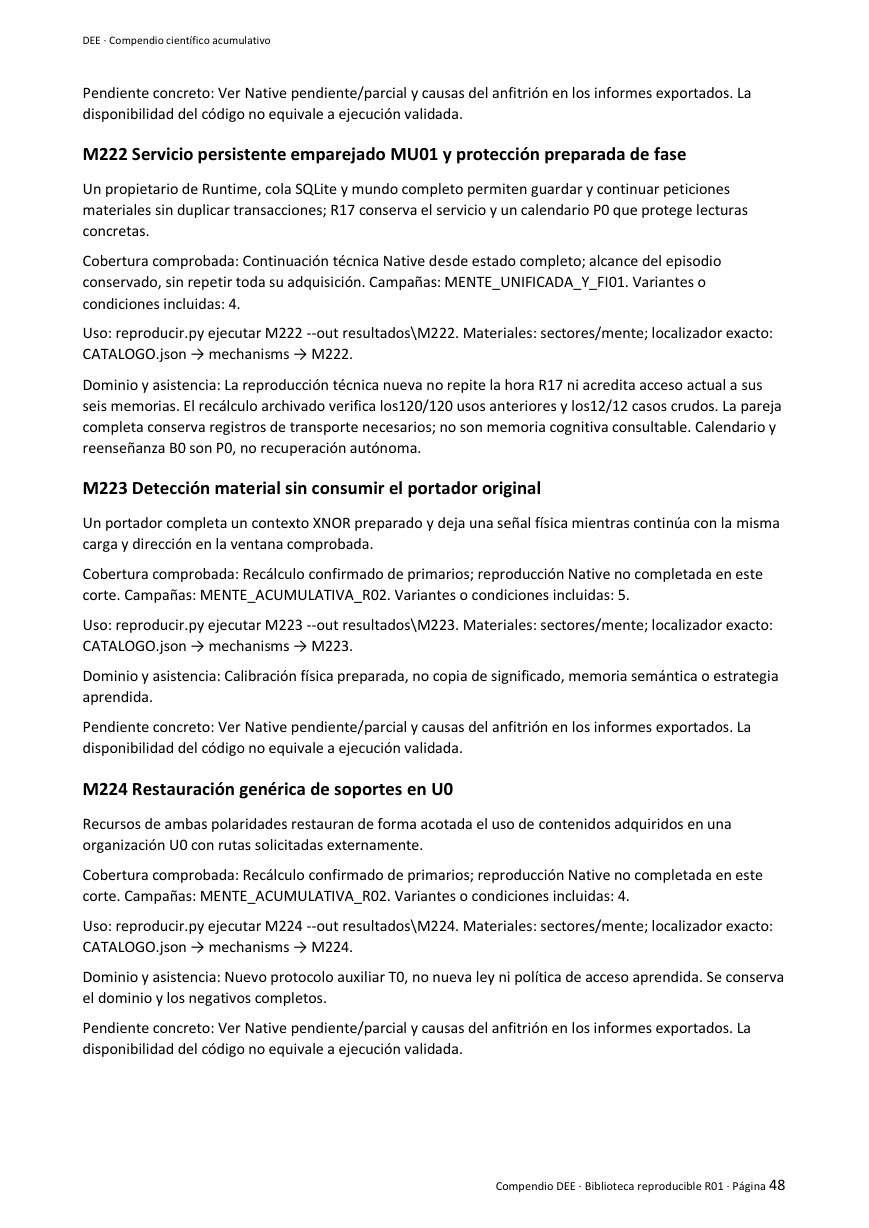 DEE · Compendio científico acumulativo
Pendiente concreto: Ver Native pendiente/parcial y causas del anfitrión en los informes exportados. La
disponibilidad del código no equivale a ejecución validada.
M222 Servicio persistente emparejado MU01 y protección preparada de fase
Un propietario de Runtime, cola SQLite y mundo completo permiten guardar y continuar peticiones
materiales sin duplicar transacciones; R17 conserva el servicio y un calendario P0 que protege lecturas
concretas.
Cobertura comprobada: Continuación técnica Native desde estado completo; alcance del episodio
conservado, sin repetir toda su adquisición. Campañas: MENTE_UNIFICADA_Y_FI01. Variantes o
condiciones incluidas: 4.
Uso: reproducir.py ejecutar M222 --out resultados\M222. Materiales: sectores/mente; localizador exacto:
CATALOGO.json → mechanisms → M222.
Dominio y asistencia: La reproducción técnica nueva no repite la hora R17 ni acredita acceso actual a sus
seis memorias. El recálculo archivado verifica los120/120 usos anteriores y los12/12 casos crudos. La pareja
completa conserva registros de transporte necesarios; no son memoria cognitiva consultable. Calendario y
reenseñanza B0 son P0, no recuperación autónoma.
M223 Detección material sin consumir el portador original
Un portador completa un contexto XNOR preparado y deja una señal física mientras continúa con la misma
carga y dirección en la ventana comprobada.
Cobertura comprobada: Recálculo confirmado de primarios; reproducción Native no completada en este
corte. Campañas: MENTE_ACUMULATIVA_R02. Variantes o condiciones incluidas: 5.
Uso: reproducir.py ejecutar M223 --out resultados\M223. Materiales: sectores/mente; localizador exacto:
CATALOGO.json → mechanisms → M223.
Dominio y asistencia: Calibración física preparada, no copia de significado, memoria semántica o estrategia
aprendida.
Pendiente concreto: Ver Native pendiente/parcial y causas del anfitrión en los informes exportados. La
disponibilidad del código no equivale a ejecución validada.
M224 Restauración genérica de soportes en U0
Recursos de ambas polaridades restauran de forma acotada el uso de contenidos adquiridos en una
organización U0 con rutas solicitadas externamente.
Cobertura comprobada: Recálculo confirmado de primarios; reproducción Native no completada en este
corte. Campañas: MENTE_ACUMULATIVA_R02. Variantes o condiciones incluidas: 4.
Uso: reproducir.py ejecutar M224 --out resultados\M224. Materiales: sectores/mente; localizador exacto:
CATALOGO.json → mechanisms → M224.
Dominio y asistencia: Nuevo protocolo auxiliar T0, no nueva ley ni política de acceso aprendida. Se conserva
el dominio y los negativos completos.
Pendiente concreto: Ver Native pendiente/parcial y causas del anfitrión en los informes exportados. La
disponibilidad del código no equivale a ejecución validada.
Compendio DEE · Biblioteca reproducible R01 · Página 48